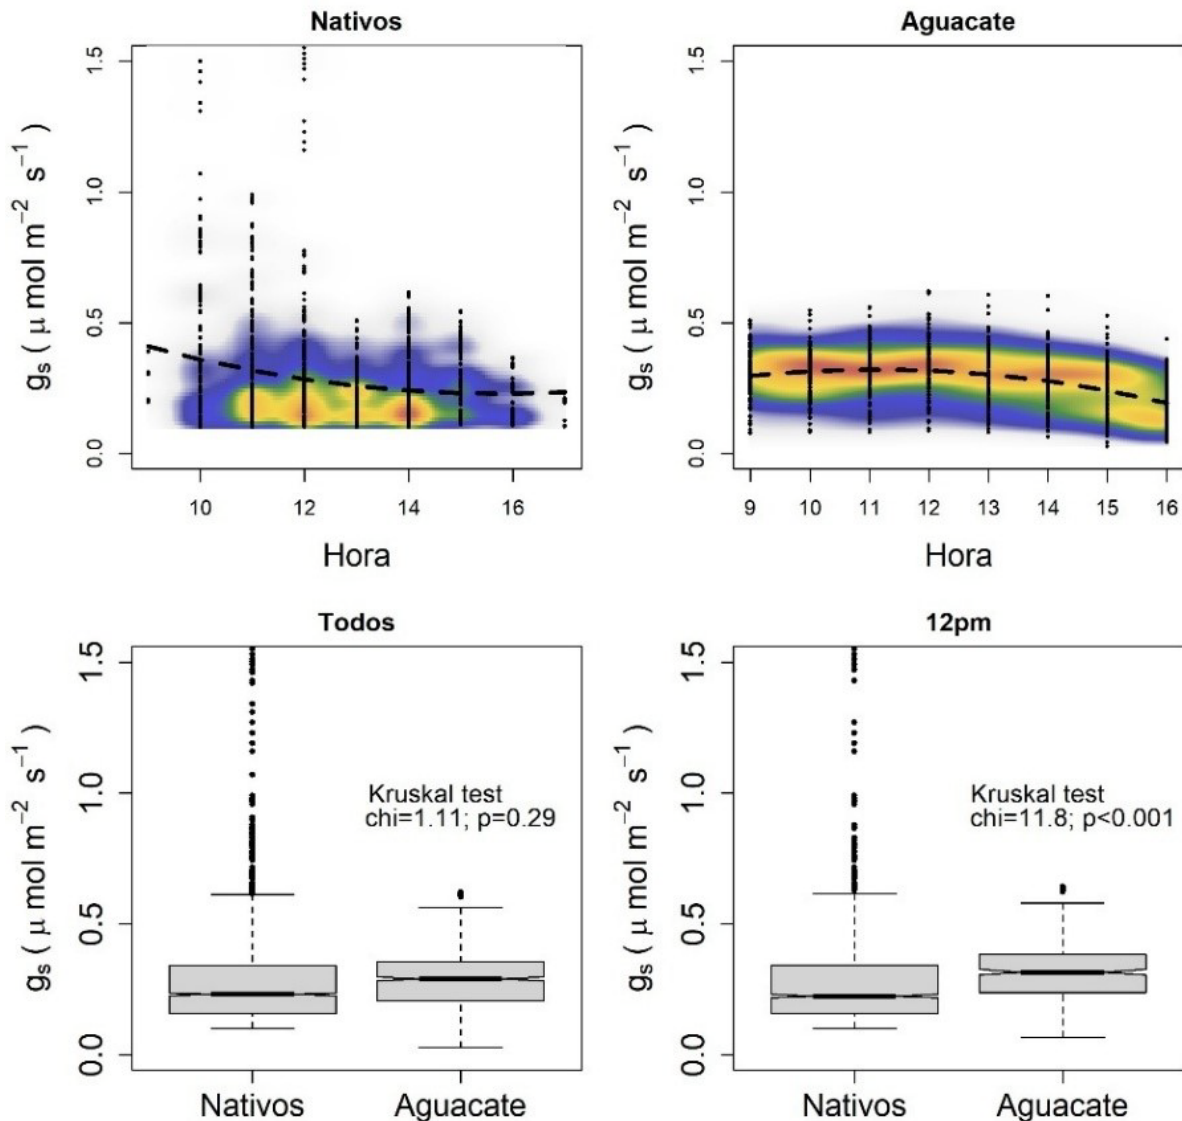 Nativos
g_s ( μ mol m⁻² s⁻¹ )
1.5
1.0
0.5
0.0
10
12
14
16
Hora
Aguacate
g_s ( μ mol m⁻² s⁻¹ )
1.5
1.0
0.5
0.0
9 10 11 12 13 14 15 16
Hora
Todos
g_s ( μ mol m⁻² s⁻¹ )
1.5
1.0
0.5
0.0
Kruskal test
chi=1.11; p=0.29
Nativos Aguacate
12pm
g_s ( μ mol m⁻² s⁻¹ )
1.5
1.0
0.5
0.0
Kruskal test
chi=11.8; p<0.001
Nativos Aguacate